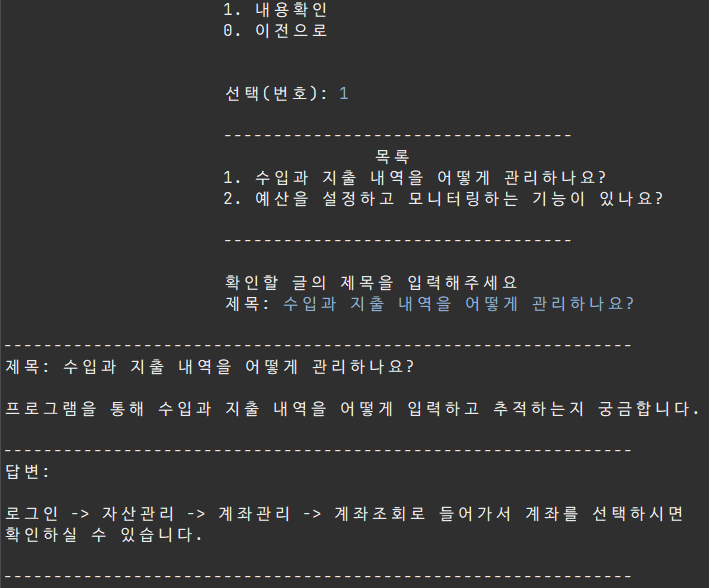 1. 내용확인
0. 이전으로
선택(번호): 1
-----------------------------------
목록
1. 수입과 지출 내역을 어떻게 관리하나요?
2. 예산을 설정하고 모니터링하는 기능이 있나요?
-----------------------------------
확인할 글의 제목을 입력해주세요
제목: 수입과 지출 내역을 어떻게 관리하나요?
---------------------------------------------------------------
제목: 수입과 지출 내역을 어떻게 관리하나요?
프로그램을 통해 수입과 지출 내역을 어떻게 입력하고 추적하는지 궁금합니다.
---------------------------------------------------------------
답변:
로그인 -> 자산관리 -> 계좌관리 -> 계좌조회로 들어가서 계좌를 선택하시면
확인하실 수 있습니다.
---------------------------------------------------------------